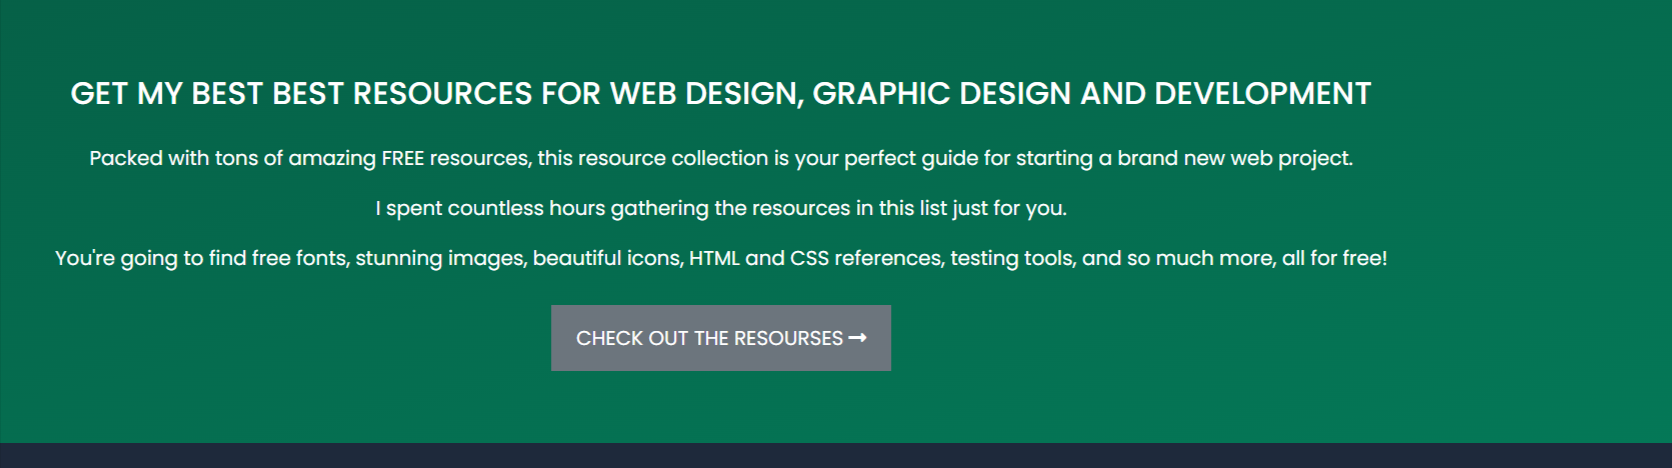 GET MY BEST BEST RESOURCES FOR WEB DESIGN, GRAPHIC DESIGN AND DEVELOPMENT
Packed with tons of amazing FREE resources, this resource collection is your perfect guide for starting a brand new web project.
I spent countless hours gathering the resources in this list just for you.
You're going to find free fonts, stunning images, beautiful icons, HTML and CSS references, testing tools, and so much more, all for free!
CHECK OUT THE RESOURSES →